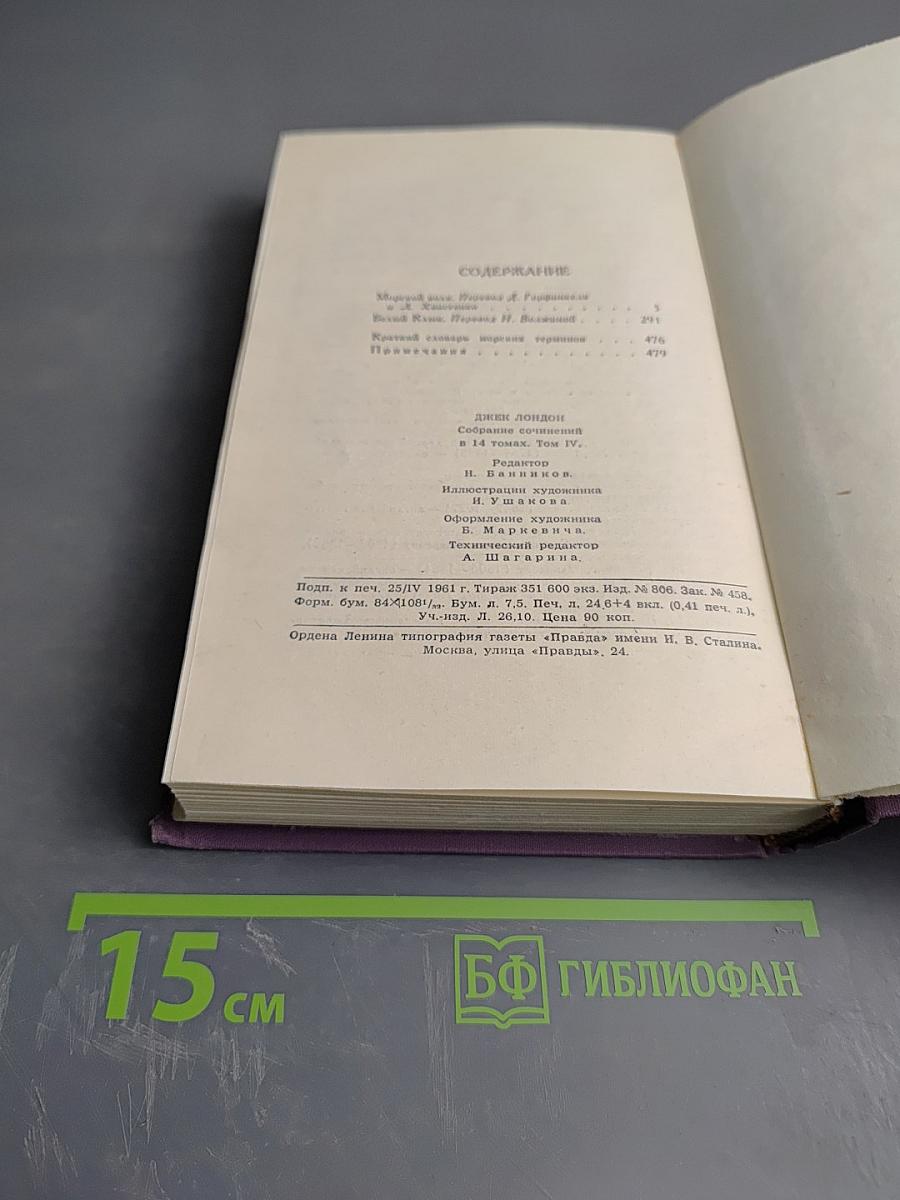 СОДЕРЖАНИЕ
Морской волк. Перевод Д. Горфинкеля
и Л. Хвостенко . . . . . . . . . . . 5
Белый Клык. Перевод Н. Волжиной . . . . 291
Краткий словарь морских терминов . . . 476
Примечания . . . . . . . . . . . 479
ДЖЕК ЛОНДОН
Собрание сочинений
в 14 томах. Том IV.
Редактор
Н. Банников.
Иллюстрации художника
И. Ушакова.
Оформление художника
Б. Маркевича.
Технический редактор
А. Шагарина.
Подп. к печ. 25/IV 1961 г. Тираж 351 600 экз. Изд. № 806. Зак. № 458.
Форм. бум. 84×108¹/₃₂. Бум. л. 7,5. Печ. л. 24,6+4 вкл. (0,41 печ. л.).
Уч.-изд. Л. 26,10. Цена 90 коп.
Ордена Ленина типография газеты «Правда» имени И. В. Сталина.
Москва, улица «Правды», 24.
15 см
БФ ГИБЛИОФАН